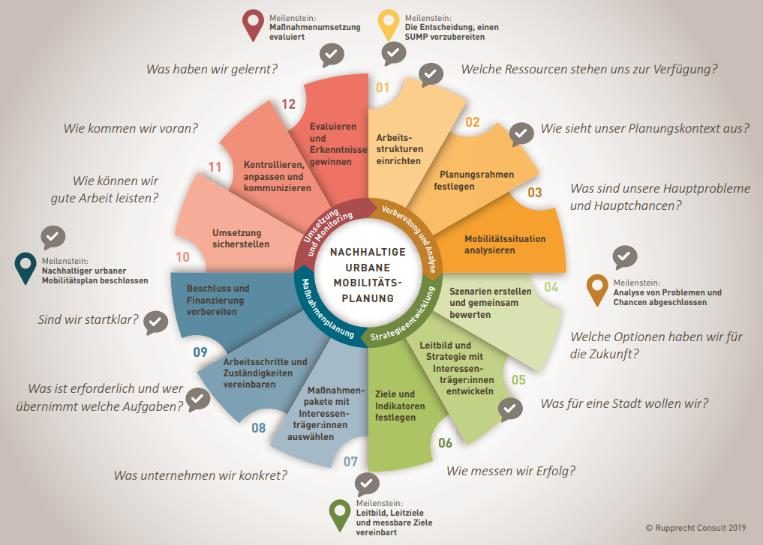 Meilenstein:
Maßnahmenumsetzung
evaluiert
Meilenstein:
Die Entscheidung, einen
SUMP vorzubereiten
Was haben wir gelernt?
Welche Ressourcen stehen uns zur Verfügung?
01
Arbeits-
strukturen
einrichten
Wie sieht unser Planungskontext aus?
02
Planungsrahmen
festlegen
Was sind unsere Hauptprobleme
und Hauptchancen?
03
Mobilitätssituation
analysieren
Meilenstein:
Analyse von Problemen und
Chancen abgeschlossen
04
Szenarien erstellen
und gemeinsam
bewerten
Welche Optionen haben wir für
die Zukunft?
05
Leitbild und
Strategie mit
Interessen-
träger:innen
entwickeln
Was für eine Stadt wollen wir?
06
Ziele und
Indikatoren
festlegen
Wie messen wir Erfolg?
Meilenstein:
Leitbild, Leitziele
und messbare Ziele
vereinbart
07
Maßnahmen-
pakete mit
Interessen-
träger:innen
auswählen
Was unternehmen wir konkret?
08
Arbeitsschritte und
Zuständigkeiten
vereinbaren
Was ist erforderlich und wer
übernimmt welche Aufgaben?
09
Beschluss und
Finanzierung
vorbereiten
Sind wir startklar?
Meilenstein:
Nachhaltiger urbaner
Mobilitätsplan beschlossen
10
Umsetzung
sicherstellen
Wie können wir
gute Arbeit leisten?
11
Kontrollieren,
anpassen und
kommunizieren
Wie kommen wir voran?
12
Evaluieren
und
Erkenntnisse
gewinnen
Verbereitung und Analyse
Strategieentwicklung
Maßnahmenplanung
Umsetzung
und Monitoring
NACHHALTIGE
URBANE
MOBILITÄTS-
PLANUNG
© Rupprecht Consult 2019